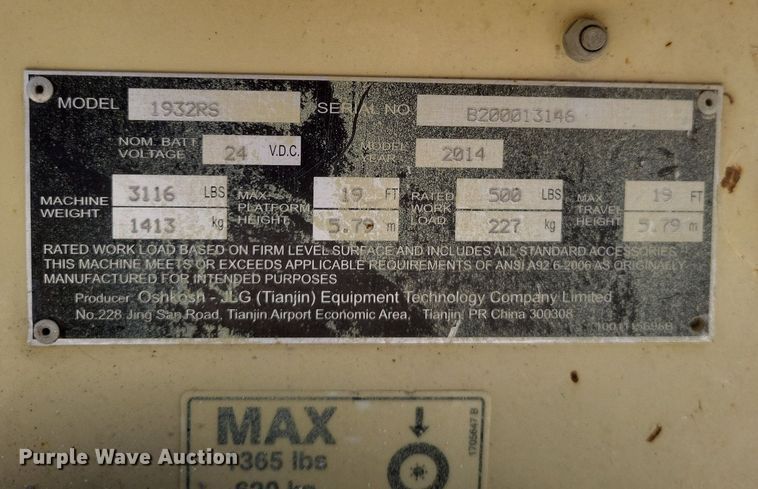 MODEL 1932RS SERIAL NO. B200013146
NOM. BATT VOLTAGE 24 V.D.C. MODEL YEAR 2014
MACHINE WEIGHT 3116 LBS 1413 kg MAX PLATFORM HEIGHT 19 FT 5.79 m RATED WORK LOAD 500 LBS 227 kg MAX TRAVEL HEIGHT 19 FT 5.79 m
RATED WORK LOAD BASED ON FIRM LEVEL SURFACE AND INCLUDES ALL STANDARD ACCESSORIES
THIS MACHINE MEETS OR EXCEEDS APPLICABLE REQUIREMENTS OF ANSI A92.6-2006 AS ORIGINALLY
MANUFACTURED FOR INTENDED PURPOSES
Producer Oshkosh - JLG (Tianjin) Equipment Technology Company Limited
No.228 Jing San Road, Tianjin Airport Economic Area, Tianjin, PR China 300308
MAX
1365 lbs
620 kg
1705647 B
Purple Wave Auction